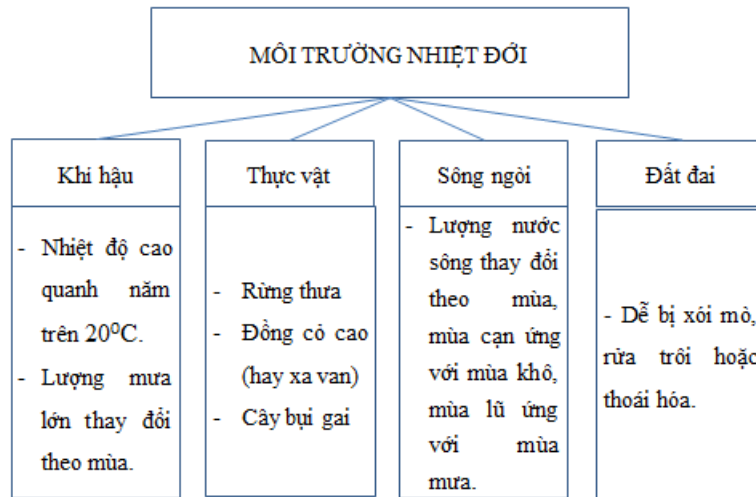 MÔI TRƯỜNG NHIỆT ĐỚI
Khí hậu
- Nhiệt độ cao
quanh năm
trên 20⁰C.
- Lượng mưa
lớn thay đổi
theo mùa.
Thực vật
- Rừng thưa
- Đồng cỏ cao
(hay xa van)
- Cây bụi gai
Sông ngòi
- Lượng nước
sông thay đổi
theo mùa,
mùa cạn ứng
với mùa khô,
mùa lũ ứng
với mùa
mưa.
Đất đai
- Dễ bị xói mò,
rửa trôi hoặc
thoái hóa.